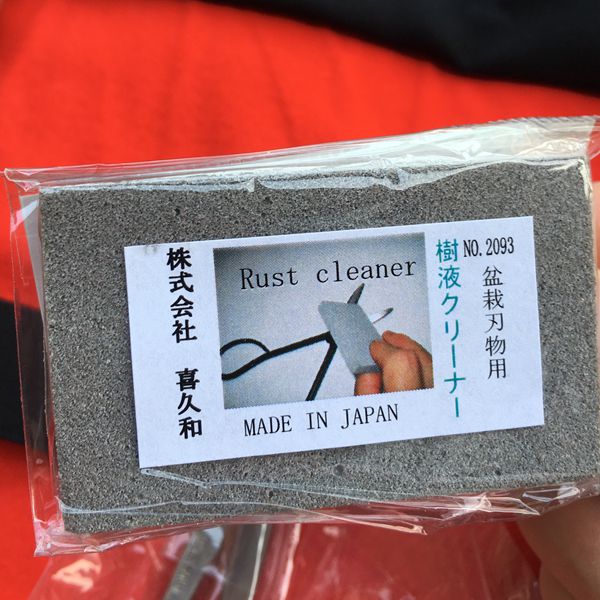 NO.2093
盆栽刃物用
樹液クリーナー
Rust cleaner
MADE IN JAPAN
株式会社 喜久和